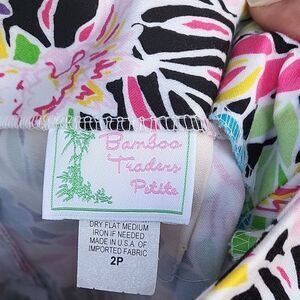 Bamboo
Traders
Petite
DRY FLAT MEDIUM
IRON IF NEEDED
MADE IN U.S.A. OF
IMPORTED FABRIC
2P